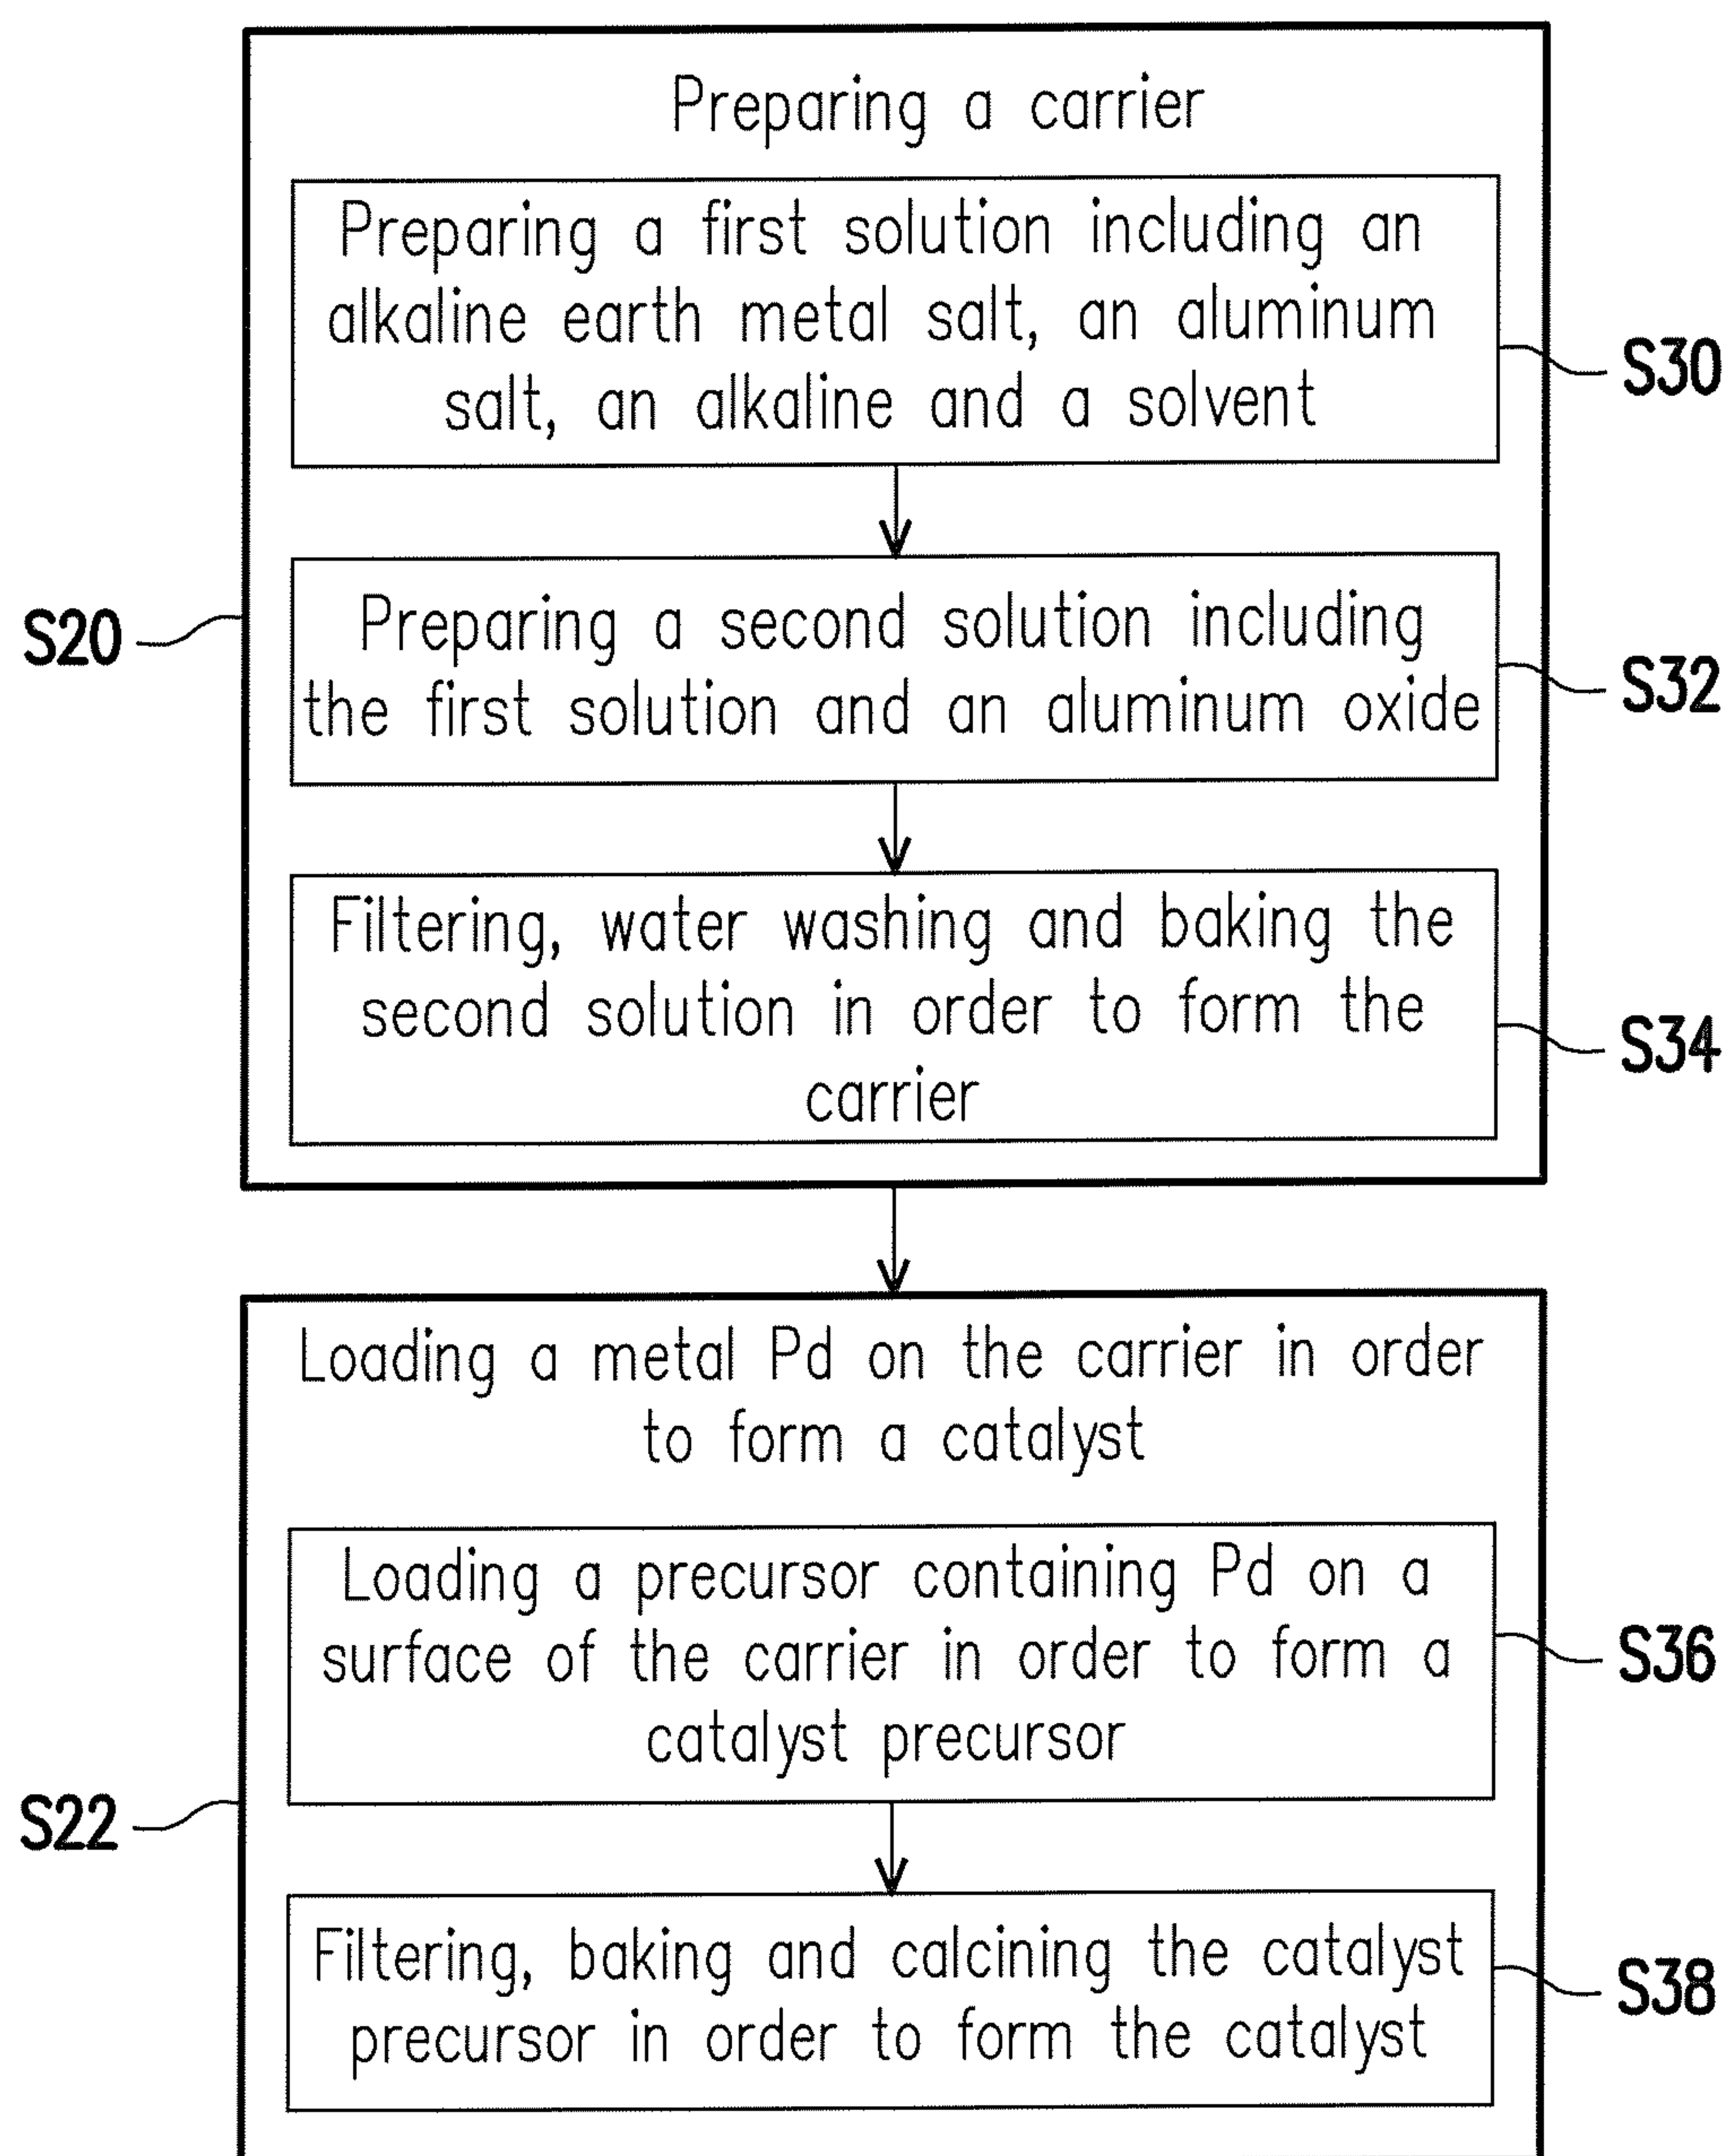 Preparing a carrier
Preparing a first solution including an
alkaline earth metal salt, an aluminum
salt, an alkaline and a solvent
S30
S20
Preparing a second solution including
the first solution and an aluminum oxide
S32
Filtering, water washing and baking the
second solution in order to form the
carrier
S34
Loading a metal Pd on the carrier in order
to form a catalyst
Loading a precursor containing Pd on a
surface of the carrier in order to form a
catalyst precursor
S36
S22
Filtering, baking and calcining the catalyst
precursor in order to form the catalyst
S38